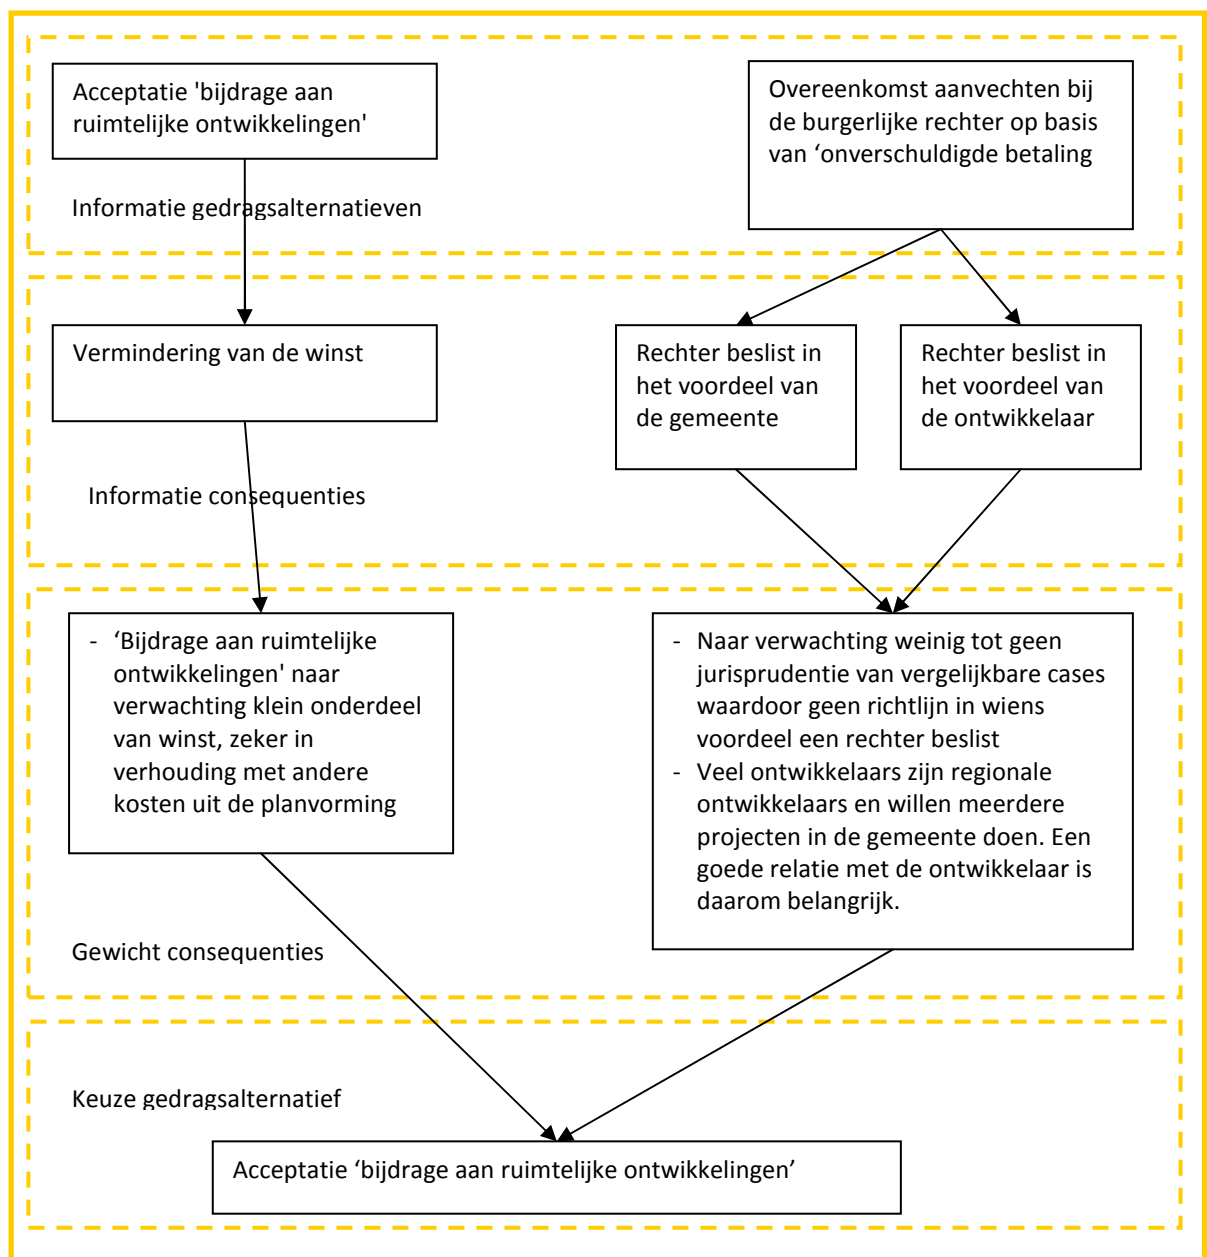 Acceptatie 'bijdrage aan
ruimtelijke ontwikkelingen'
Overeenkomst aanvechten bij
de burgerlijke rechter op basis
van ‘onverschuldigde betaling
Informatie gedragsalternatieven
Vermindering van de winst
Rechter beslist in
het voordeel van
de gemeente
Rechter beslist in
het voordeel van
de ontwikkelaar
Informatie consequenties
- ‘Bijdrage aan ruimtelijke
ontwikkelingen' naar
verwachting klein onderdeel
van winst, zeker in
verhouding met andere
kosten uit de planvorming
- Naar verwachting weinig tot geen
jurisprudentie van vergelijkbare cases
waardoor geen richtlijn in wiens
voordeel een rechter beslist
- Veel ontwikkelaars zijn regionale
ontwikkelaars en willen meerdere
projecten in de gemeente doen. Een
goede relatie met de ontwikkelaar is
daarom belangrijk.
Gewicht consequenties
Keuze gedragsalternatief
Acceptatie ‘bijdrage aan ruimtelijke ontwikkelingen’